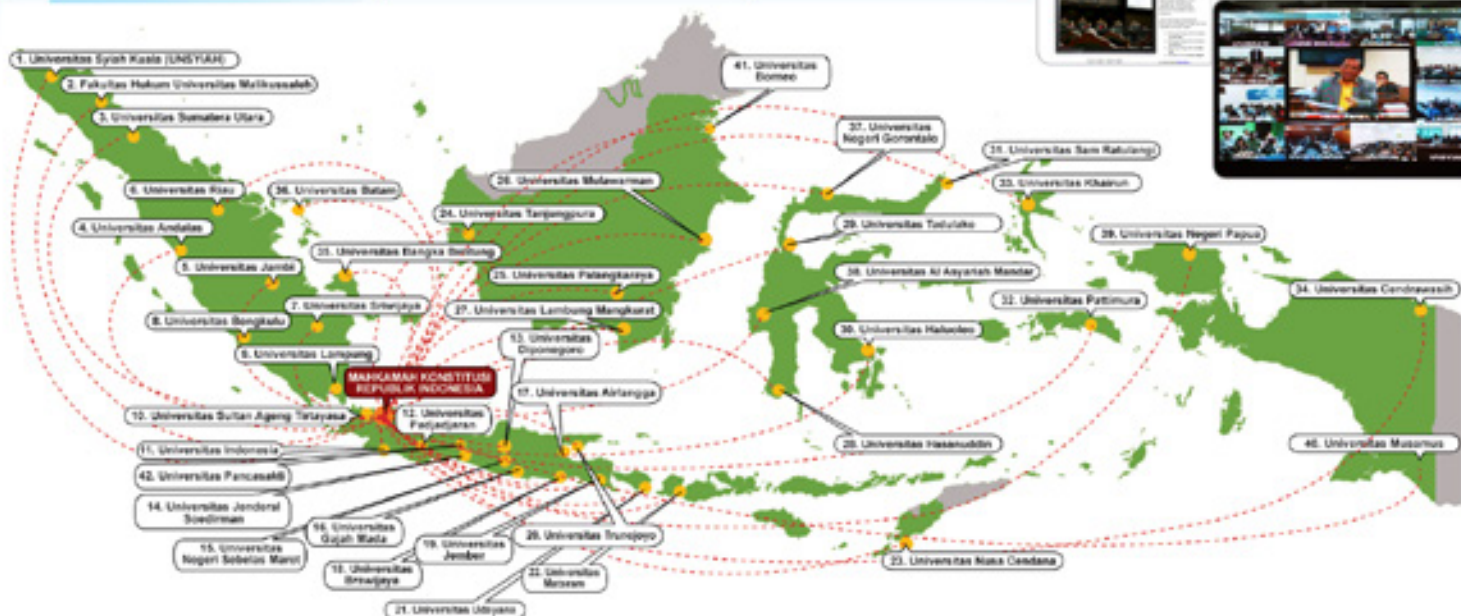 1. Universitas Syiah Kuala (UNSYIAH)
2. Fakultas Hukum Universitas Malikussaleh
3. Universitas Sumatera Utara
41. Universitas
Borneo
37. Universitas
Negeri Gorontalo
31. Universitas Sam Ratulangi
33. Universitas Khairun
6. Universitas Riau
36. Universitas Batam
26. Universitas Mulawarman
24. Universitas Tanjungpura
4. Universitas Andalas
29. Universitas Tadulako
39. Universitas Negeri Papua
35. Universitas Bangka Belitung
5. Universitas Jambi
25. Universitas Palangkaraya
38. Universitas Al Asyariah Mandar
34. Universitas Cendrawasih
7. Universitas Sriwijaya
27. Universitas Lambung Mangkurat
32. Universitas Pattimura
8. Universitas Bengkulu
30. Universitas Haluoleo
13. Universitas
Diponegoro
9. Universitas Lampung
MAHKAMAH KONSTITUSI
REPUBLIK INDONESIA
17. Universitas Airlangga
10. Universitas Sultan Ageng Tirtayasa
12. Universitas
Padjadjaran
28. Universitas Hasanuddin
40. Universitas Musamus
11. Universitas Indonesia
42. Universitas Pancasakti
14. Universitas Jenderal
Soedirman
16. Universitas
Gajah Mada
15. Universitas
Negeri Sebelas Maret
19. Universitas
Jember
20. Universitas Trunojoyo
18. Universitas
Brawijaya
22. Universitas
Mataram
23. Universitas Nusa Cendana
21. Universitas Udayana